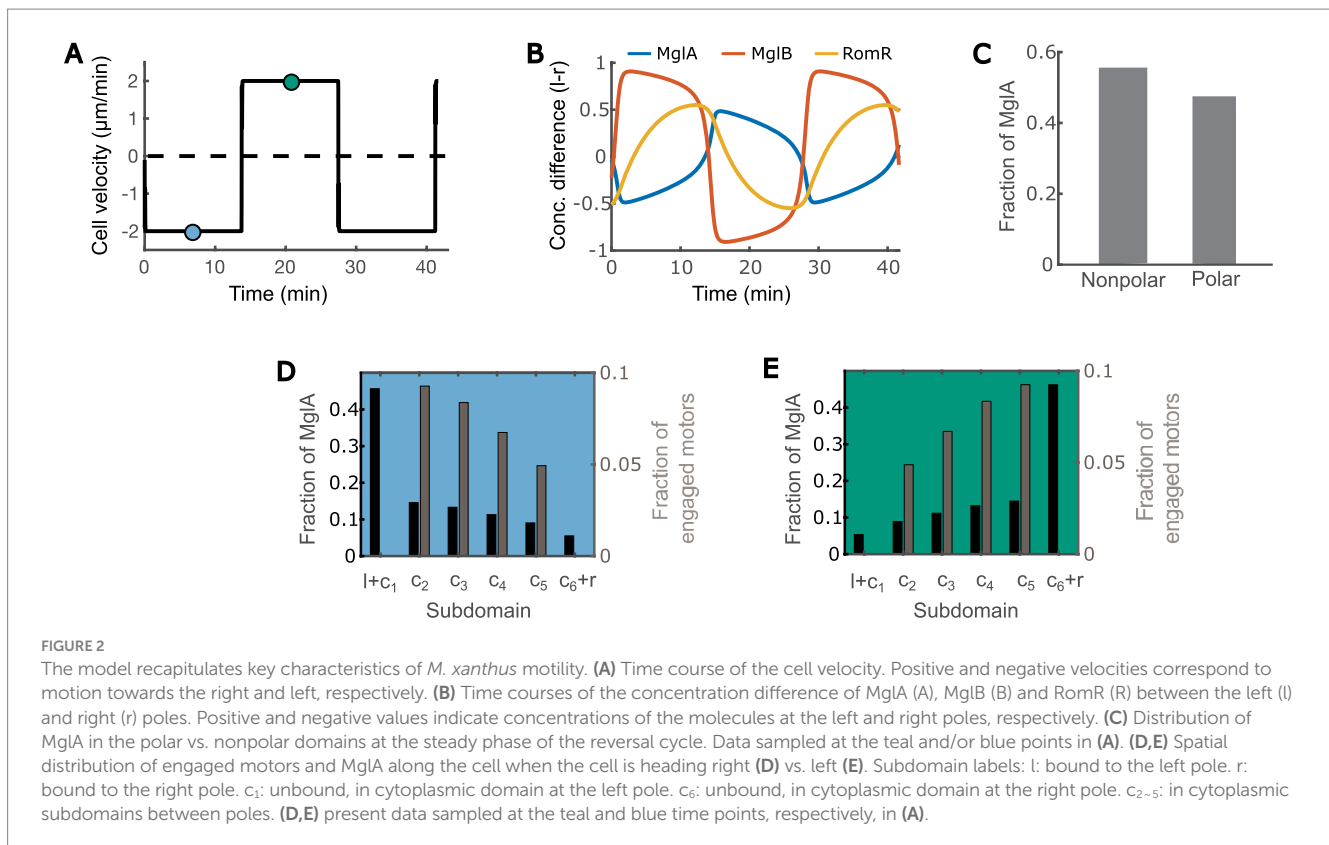 A
Cell velocity (μm/min)
2
1
0
-1
-2
0
10
20
30
40
Time (min)
B
MglA
MglB
RomR
Conc. difference (l-r)
1
0.5
0
-0.5
-1
0
10
20
30
40
Time (min)
C
Fraction of MglA
0.6
0.4
0.2
0
Nonpolar
Polar
D
Fraction of MglA
0.4
0.3
0.2
0.1
0
0.1
0.05
0
Fraction of
engaged motors
l+c₁ c₂ c₃ c₄ c₅ c₆+r
Subdomain
E
Fraction of MglA
0.4
0.3
0.2
0.1
0
0.1
0.05
0
Fraction of
engaged motors
l+c₁ c₂ c₃ c₄ c₅ c₆+r
Subdomain
FIGURE 2
The model recapitulates key characteristics of M. xanthus motility. (A) Time course of the cell velocity. Positive and negative velocities correspond to
motion towards the right and left, respectively. (B) Time courses of the concentration difference of MglA (A), MglB (B) and RomR (R) between the left (l)
and right (r) poles. Positive and negative values indicate concentrations of the molecules at the left and right poles, respectively. (C) Distribution of
MglA in the polar vs. nonpolar domains at the steady phase of the reversal cycle. Data sampled at the teal and/or blue points in (A). (D,E) Spatial
distribution of engaged motors and MglA along the cell when the cell is heading right (D) vs. left (E). Subdomain labels: l: bound to the left pole. r:
bound to the right pole. c₁: unbound, in cytoplasmic domain at the left pole. c₆: unbound, in cytoplasmic domain at the right pole. c₂~₅: in cytoplasmic
subdomains between poles. (D,E) present data sampled at the teal and blue time points, respectively, in (A).